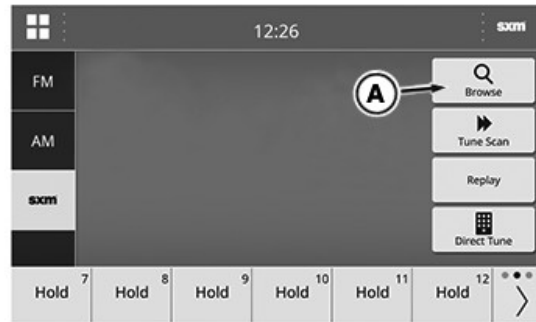 12:26
sxm
FM
AM
sxm
A
Browse
Tune Scan
Replay
Direct Tune
Hold 7
Hold 8
Hold 9
Hold 10
Hold 11
Hold 12